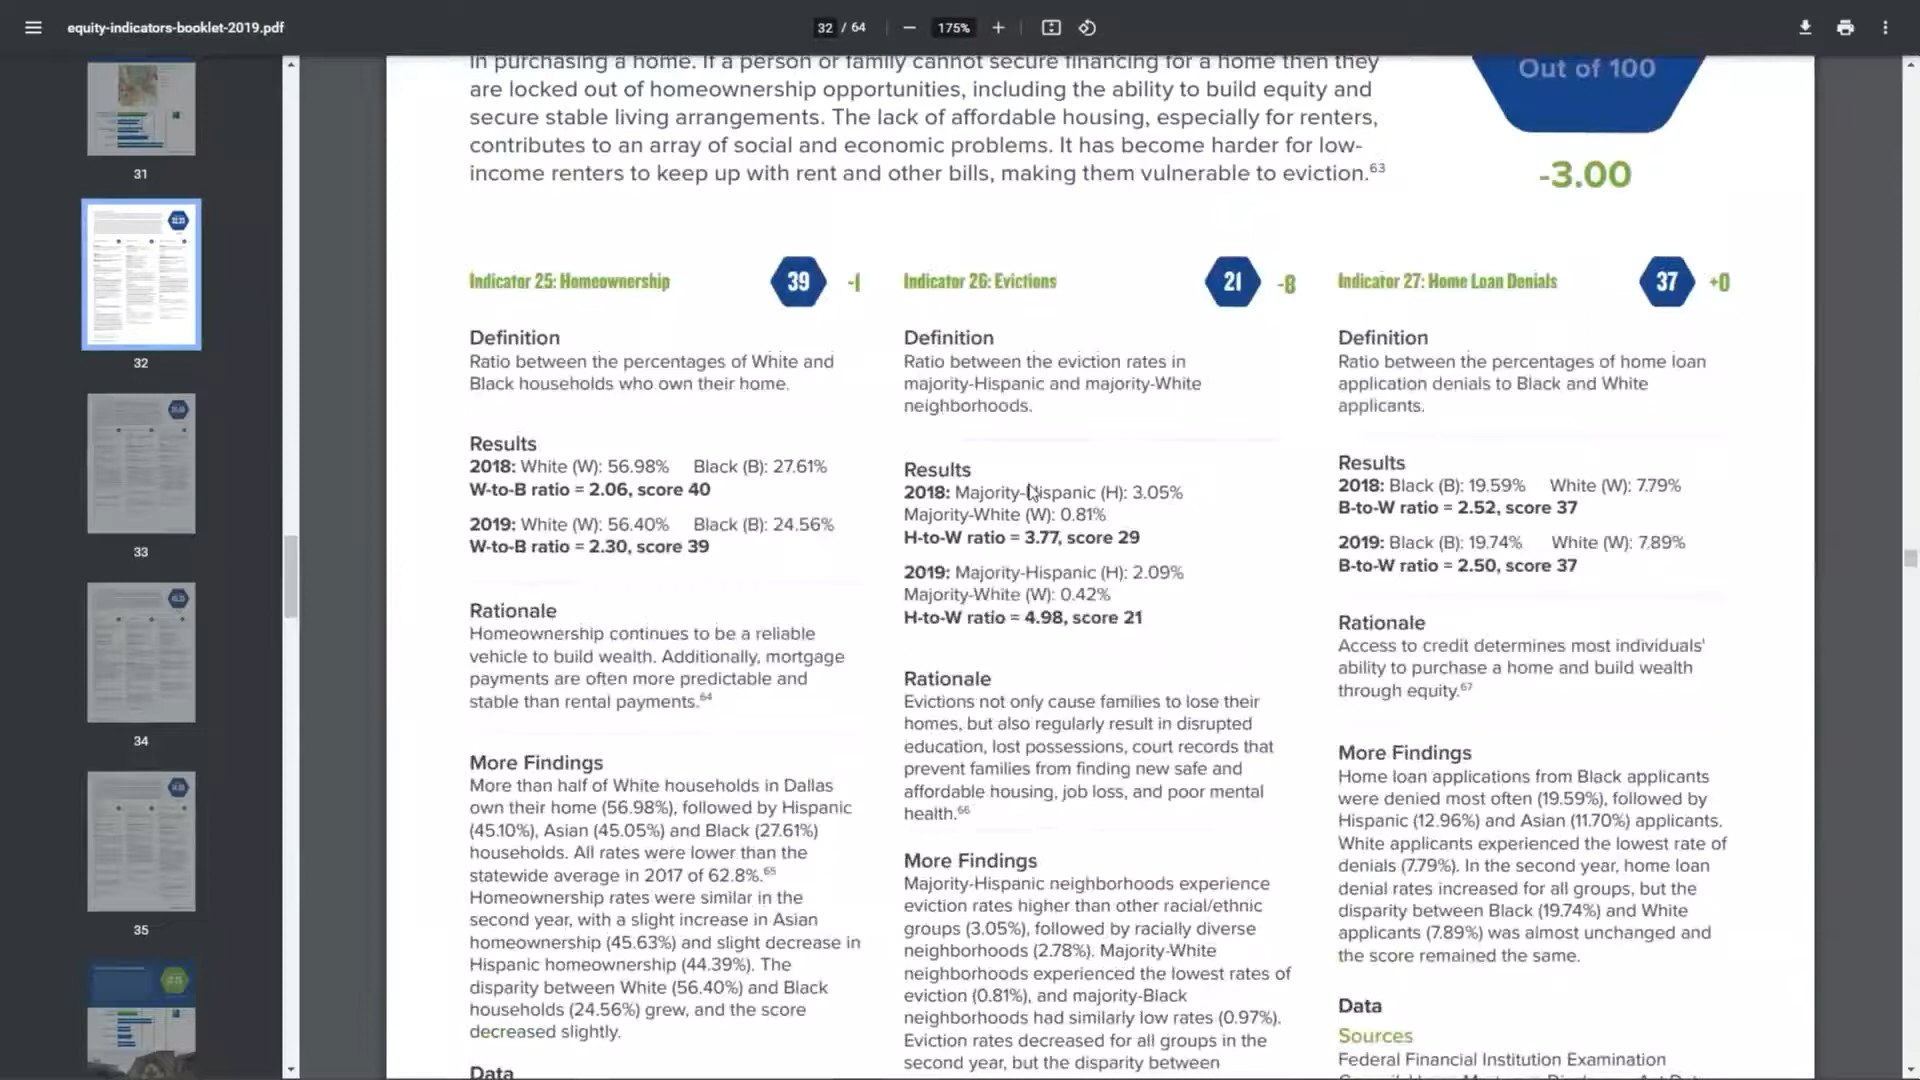 equity-indicators-booklet-2019.pdf
32 / 64
175%
31
32
33
34
35
in purchasing a home. If a person or family cannot secure financing for a home then they
are locked out of homeownership opportunities, including the ability to build equity and
secure stable living arrangements. The lack of affordable housing, especially for renters,
contributes to an array of social and economic problems. It has become harder for low-
income renters to keep up with rent and other bills, making them vulnerable to eviction.63
Out of 100
-3.00
Indicator 25: Homeownership
39
-1
Definition
Ratio between the percentages of White and
Black households who own their home.
Results
2018: White (W): 56.98% Black (B): 27.61%
W-to-B ratio = 2.06, score 40
2019: White (W): 56.40% Black (B): 24.56%
W-to-B ratio = 2.30, score 39
Rationale
Homeownership continues to be a reliable
vehicle to build wealth. Additionally, mortgage
payments are often more predictable and
stable than rental payments.64
More Findings
More than half of White households in Dallas
own their home (56.98%), followed by Hispanic
(45.10%), Asian (45.05%) and Black (27.61%)
households. All rates were lower than the
statewide average in 2017 of 62.8%.65
Homeownership rates were similar in the
second year, with a slight increase in Asian
homeownership (45.63%) and slight decrease in
Hispanic homeownership (44.39%). The
disparity between White (56.40%) and Black
households (24.56%) grew, and the score
decreased slightly.
Data
Indicator 26: Evictions
21
-8
Definition
Ratio between the eviction rates in
majority-Hispanic and majority-White
neighborhoods.
Results
2018: Majority-Hispanic (H): 3.05%
Majority-White (W): 0.81%
H-to-W ratio = 3.77, score 29
2019: Majority-Hispanic (H): 2.09%
Majority-White (W): 0.42%
H-to-W ratio = 4.98, score 21
Rationale
Evictions not only cause families to lose their
homes, but also regularly result in disrupted
education, lost possessions, court records that
prevent families from finding new safe and
affordable housing, job loss, and poor mental
health.66
More Findings
Majority-Hispanic neighborhoods experience
eviction rates higher than other racial/ethnic
groups (3.05%), followed by racially diverse
neighborhoods (2.78%). Majority-White
neighborhoods experienced the lowest rates of
eviction (0.81%), and majority-Black
neighborhoods had similarly low rates (0.97%).
Eviction rates decreased for all groups in the
second year, but the disparity between
Indicator 27: Home Loan Denials
37
+0
Definition
Ratio between the percentages of home loan
application denials to Black and White
applicants.
Results
2018: Black (B): 19.59% White (W): 7.79%
B-to-W ratio = 2.52, score 37
2019: Black (B): 19.74% White (W): 7.89%
B-to-W ratio = 2.50, score 37
Rationale
Access to credit determines most individuals'
ability to purchase a home and build wealth
through equity.67
More Findings
Home loan applications from Black applicants
were denied most often (19.59%), followed by
Hispanic (12.96%) and Asian (11.70%) applicants.
White applicants experienced the lowest rate of
denials (7.79%). In the second year, home loan
denial rates increased for all groups, but the
disparity between Black (19.74%) and White
applicants (7.89%) was almost unchanged and
the score remained the same.
Data
Sources
Federal Financial Institution Examination